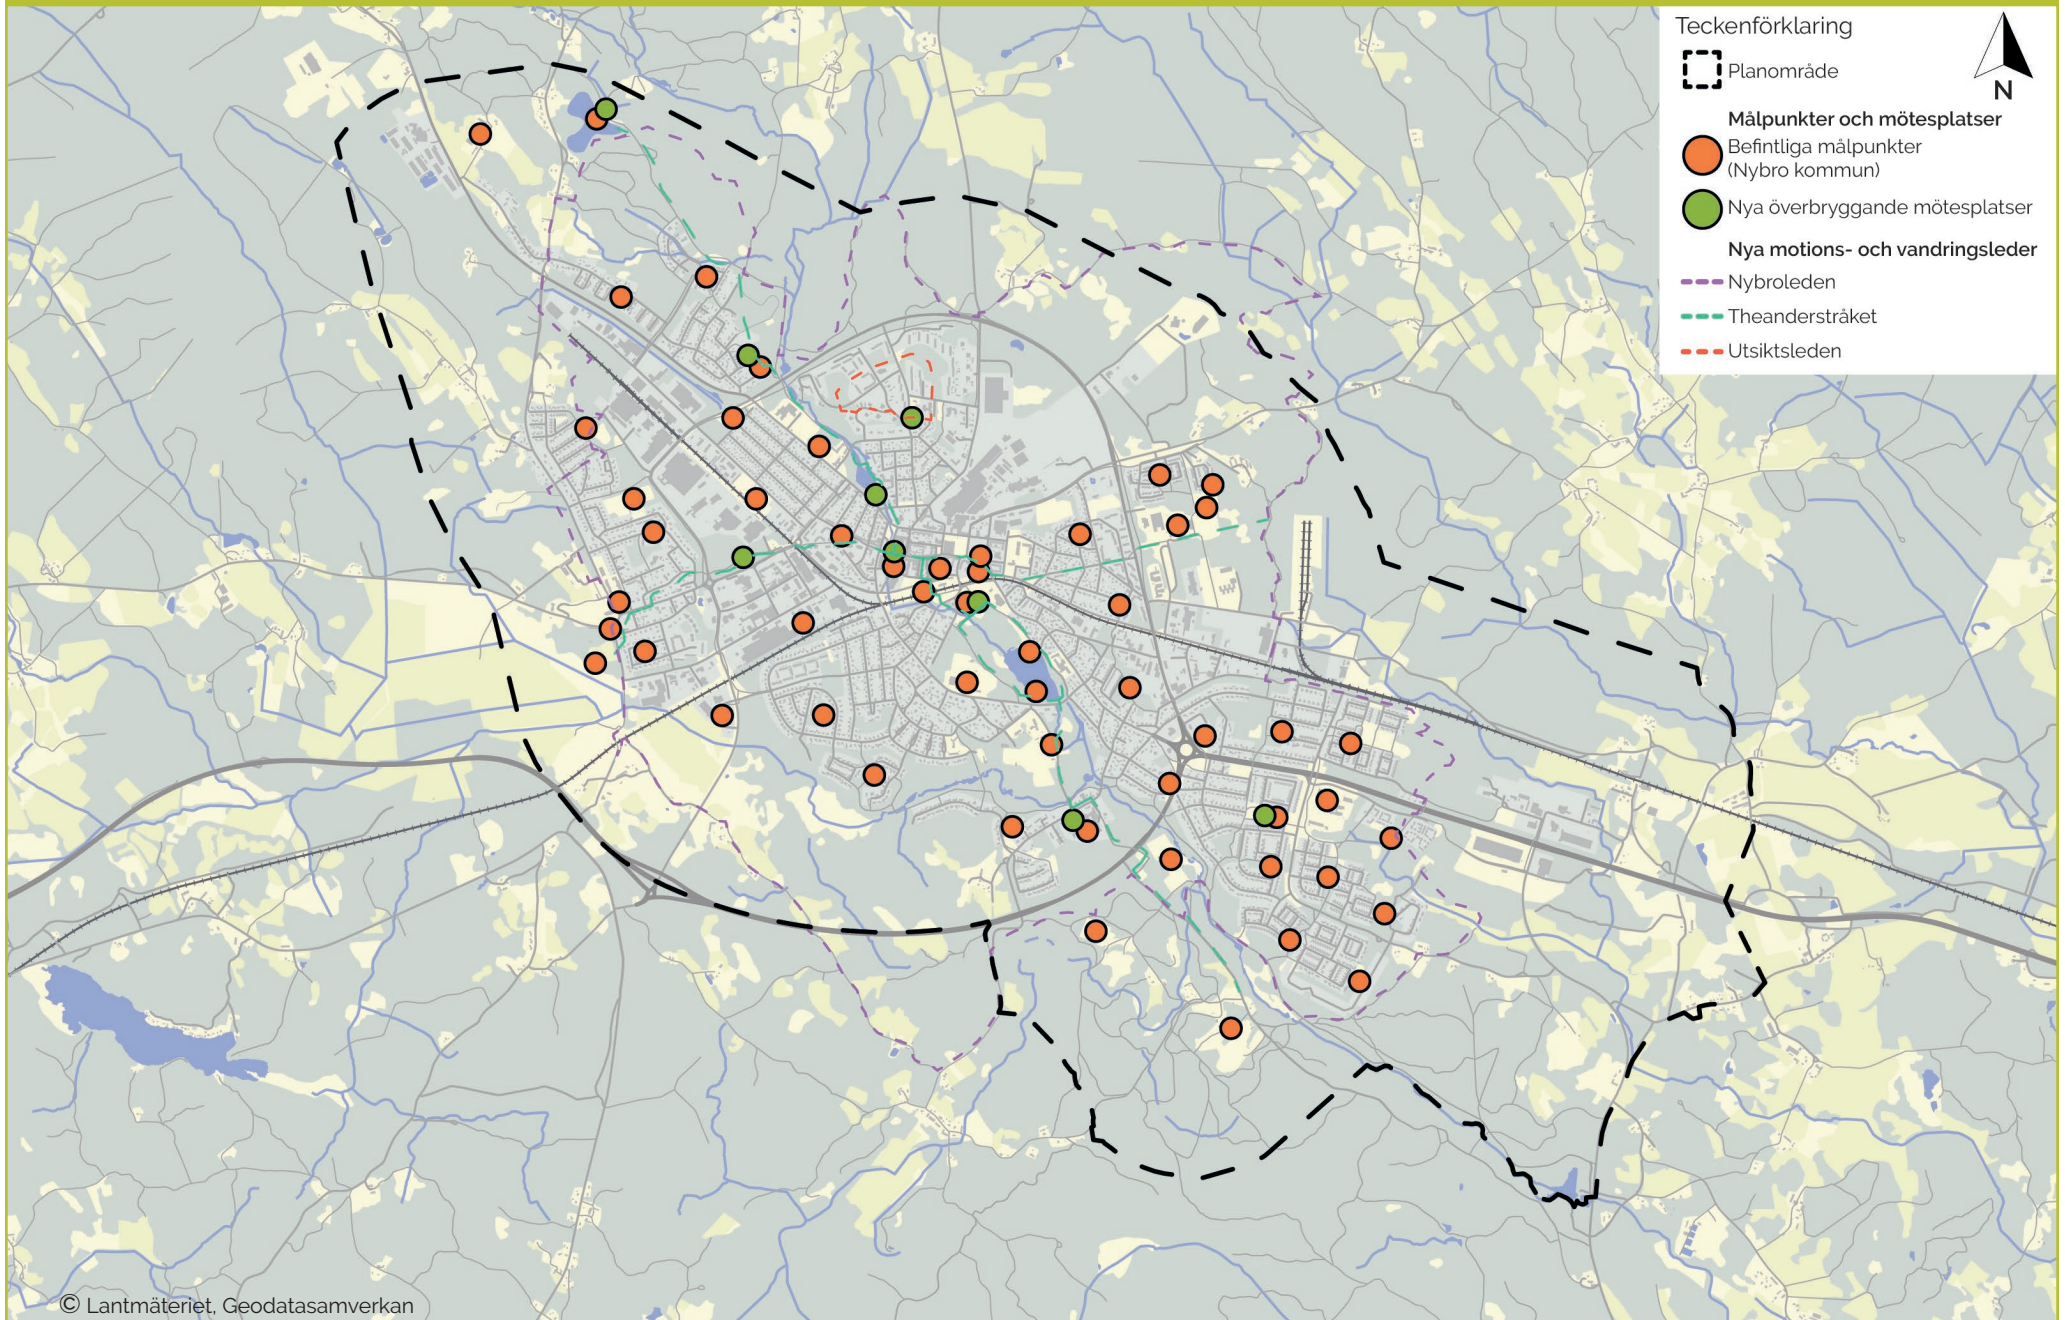 Teckenförklaring
Planområde
N
Målpunkter och mötesplatser
Befintliga målpunkter
(Nybro kommun)
Nya överbryggande mötesplatser
Nya motions- och vandringsleder
Nybroleden
Theanderstråket
Utsiktsleden
© Lantmäteriet, Geodatasamverkan